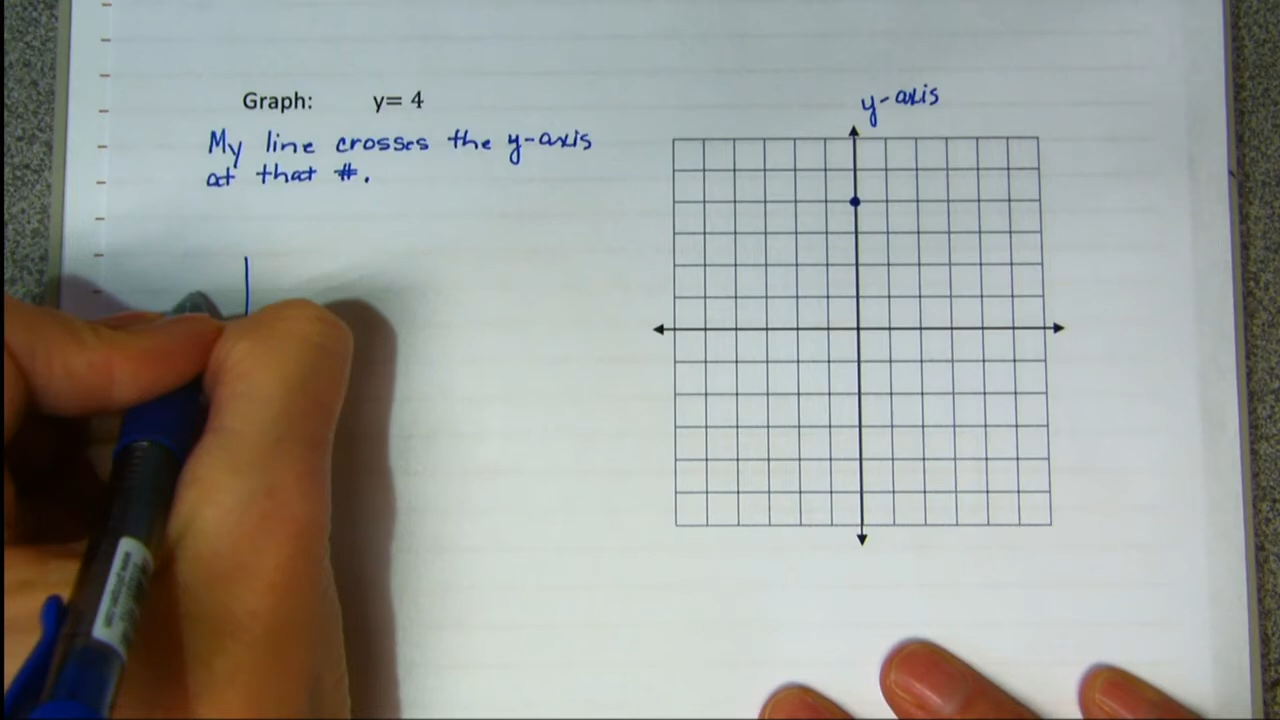 Graph: y= 4
My line crosses the y-axis
at that #.
y-axis